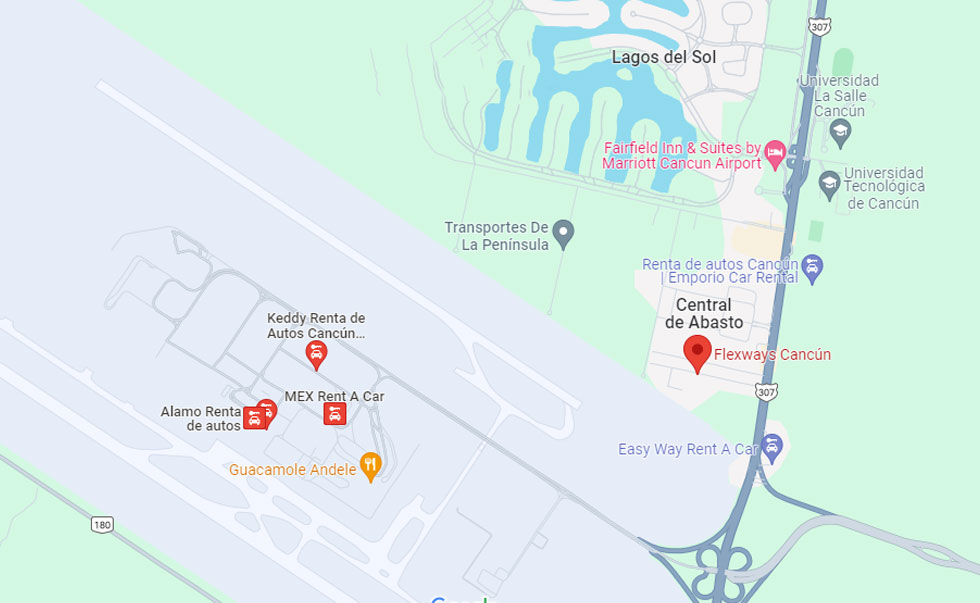 307
Lagos del Sol
Universidad
La Salle
Cancún
Fairfield Inn & Suites by
Marriott Cancun Airport
Universidad
Tecnológica
de Cancún
Transportes De
La Península
Renta de autos Cancún
| Emporio Car Rental
Central
de Abasto
Keddy Renta de
Autos Cancún...
Flexways Cancún
307
MEX Rent A Car
Alamo Renta
de autos
Easy Way Rent A Car
Guacamole Andele
180
Google